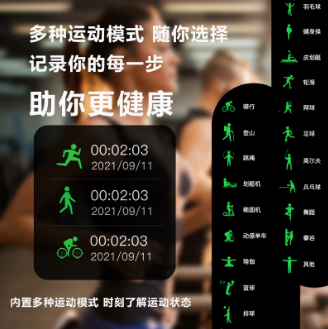 多种运动模式 随你选择
记录你的每一步
助你更健康
00:02:03
2021/09/11
00:02:03
2021/09/11
00:02:03
2021/09/11
内置多种运动模式 时刻了解运动状态
骑行
登山
跳绳
划船机
椭圆机
动感单车
瑜伽
篮球
排球
羽毛球
健身操
皮划艇
轮滑
网球
足球
高尔夫
乒乓球
舞蹈
攀岩
其他